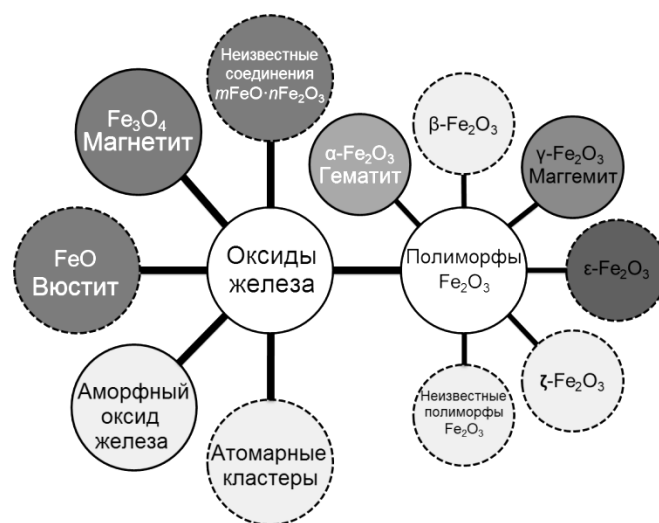 Неизвестные
соединения
mFeO·nFe₂O₃
Fe₃O₄
Магнетит
FeO
Вюстит
Аморфный
оксид
железа
Атомарные
кластеры
Оксиды
железа
α-Fe₂O₃
Гематит
β-Fe₂O₃
γ-Fe₂O₃
Маггемит
ε-Fe₂O₃
ζ-Fe₂O₃
Неизвестные
полиморфы
Fe₂O₃
Полиморфы
Fe₂O₃